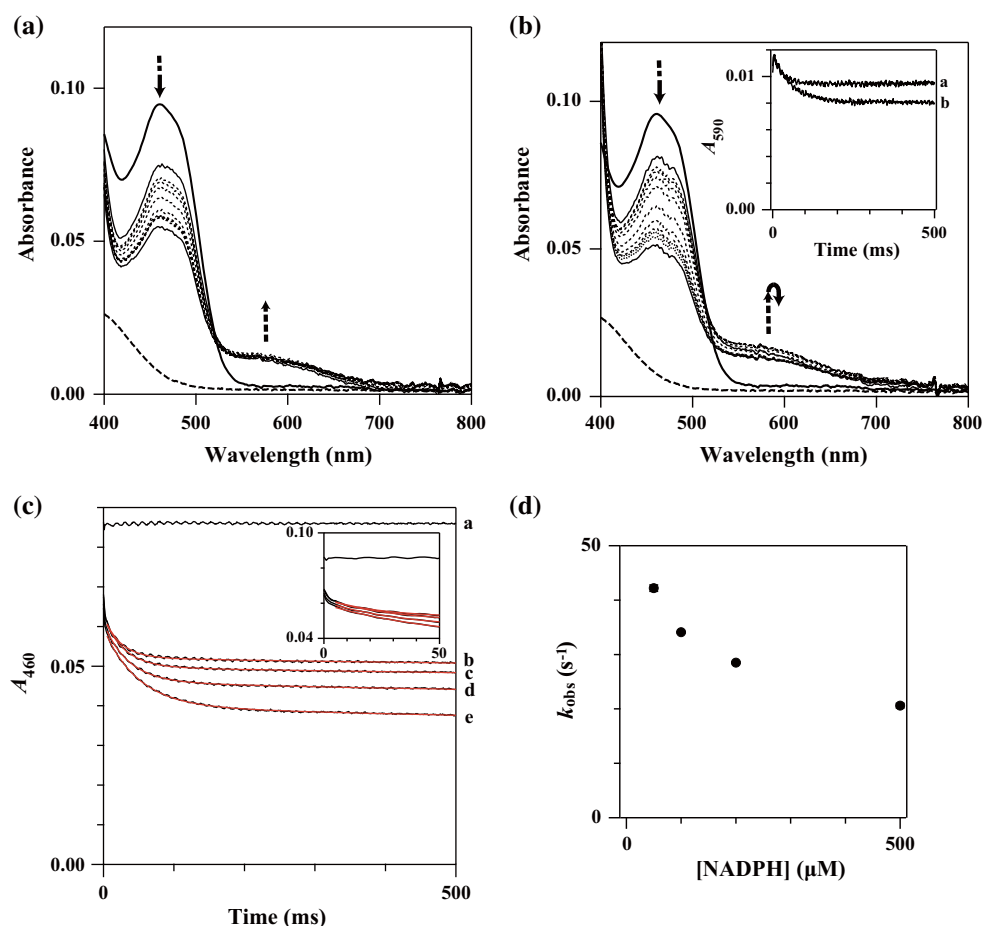 (a)
Absorbance
0.10
0.05
0.00
400 500 600 700 800
Wavelength (nm)
(b)
Absorbance
0.10
0.05
0.00
400 500 600 700 800
Wavelength (nm)
A590
0.01
0.00
a
b
500
Time (ms)
(c)
A460
0.05
0.00
0 500
Time (ms)
a
b
c
d
e
0.10
0.04
0 50
(d)
kobs (s-1)
50
0
0 500
[NADPH] (µM)